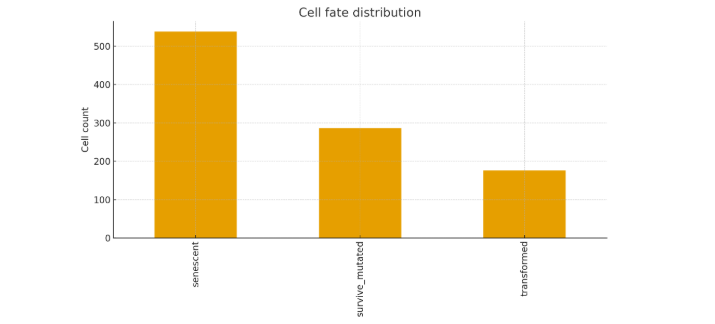 Cell fate distribution
Cell count
500
400
300
200
100
0
senescent
survive_mutated
transformed